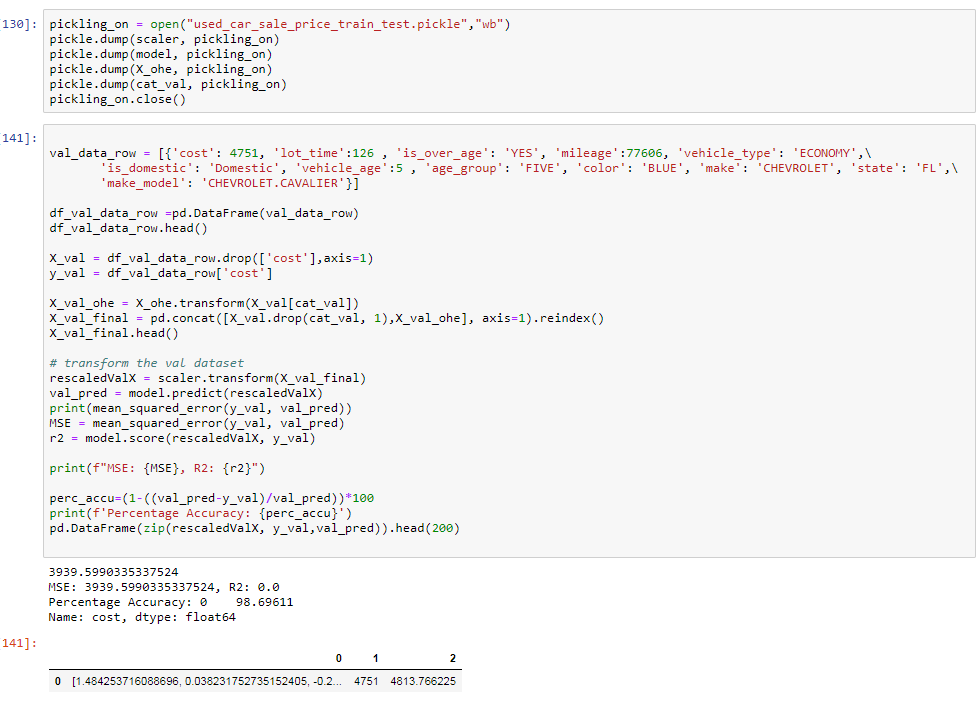 [130]:
pickling_on = open("used_car_sale_price_train_test.pickle","wb")
pickle.dump(scaler, pickling_on)
pickle.dump(model, pickling_on)
pickle.dump(X_ohe, pickling_on)
pickle.dump(cat_val, pickling_on)
pickling_on.close()
141]:
val_data_row = [{'cost': 4751, 'lot_time':126 , 'is_over_age': 'YES', 'mileage':77606, 'vehicle_type': 'ECONOMY',\
'is_domestic': 'Domestic', 'vehicle_age':5 , 'age_group': 'FIVE', 'color': 'BLUE', 'make': 'CHEVROLET', 'state': 'FL',\
'make_model': 'CHEVROLET.CAVALIER'}]
df_val_data_row =pd.DataFrame(val_data_row)
df_val_data_row.head()
X_val = df_val_data_row.drop(['cost'],axis=1)
y_val = df_val_data_row['cost']
X_val_ohe = X_ohe.transform(X_val[cat_val])
X_val_final = pd.concat([X_val.drop(cat_val, 1),X_val_ohe], axis=1).reindex()
X_val_final.head()
# transform the val dataset
rescaledValX = scaler.transform(X_val_final)
val_pred = model.predict(rescaledValX)
print(mean_squared_error(y_val, val_pred))
MSE = mean_squared_error(y_val, val_pred)
r2 = model.score(rescaledValX, y_val)
print(f"MSE: {MSE}, R2: {r2}")
perc_accu=(1-((val_pred-y_val)/val_pred))*100
print(f'Percentage Accuracy: {perc_accu}')
pd.DataFrame(zip(rescaledValX, y_val,val_pred)).head(200)
3939.5990335337524
MSE: 3939.5990335337524, R2: 0.0
Percentage Accuracy: 0    98.69611
Name: cost, dtype: float64
141]:
0 1 2
0 [1.484253716088696, 0.038231752735152405, -0.2... 4751 4813.766225